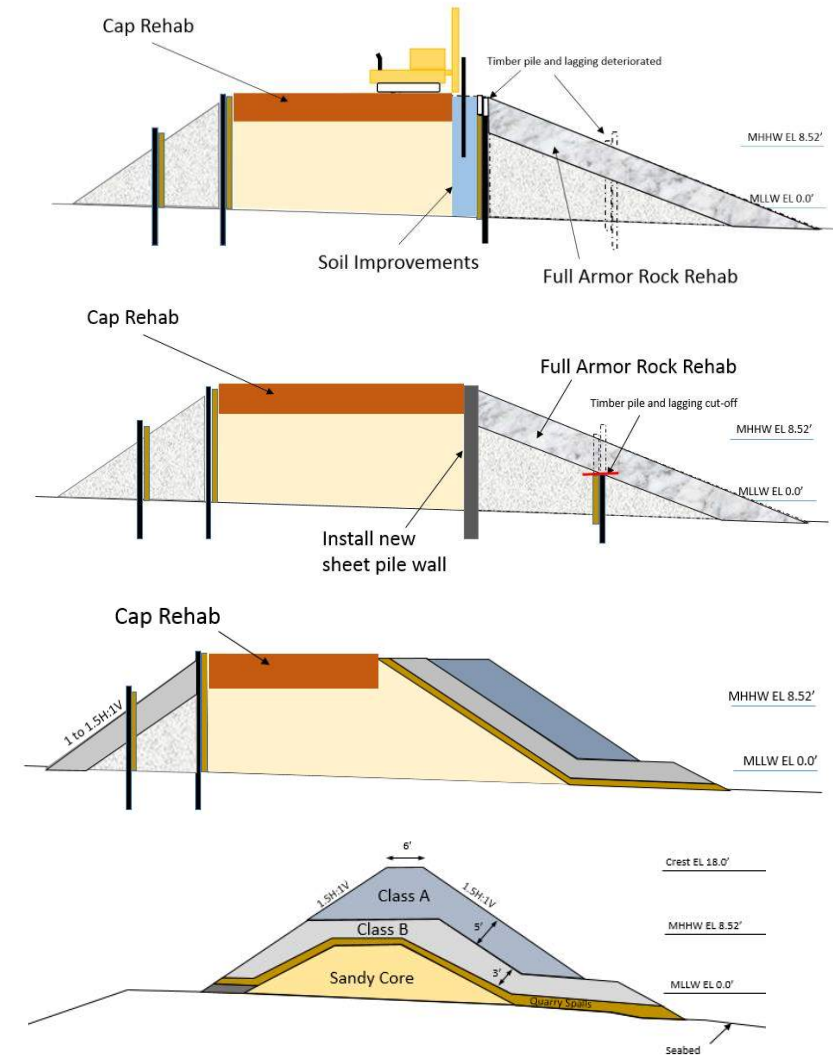 Cap Rehab
Timber pile and lagging deteriorated
MHHW EL 8.52'
MLLW EL 0.0'
Soil Improvements
Full Armor Rock Rehab
Cap Rehab
Full Armor Rock Rehab
Timber pile and lagging cut-off
MHHW EL 8.52'
MLLW EL 0.0'
Install new
sheet pile wall
Cap Rehab
1 to 1.5H:1V
MHHW EL 8.52'
MLLW EL 0.0'
6'
Crest EL 18.0'
1.5H:1V
1.5H:1V
Class A
MHHW EL 8.52'
Class B
5'
3'
Sandy Core
MLLW EL 0.0'
Quarry Spalls
Seabed